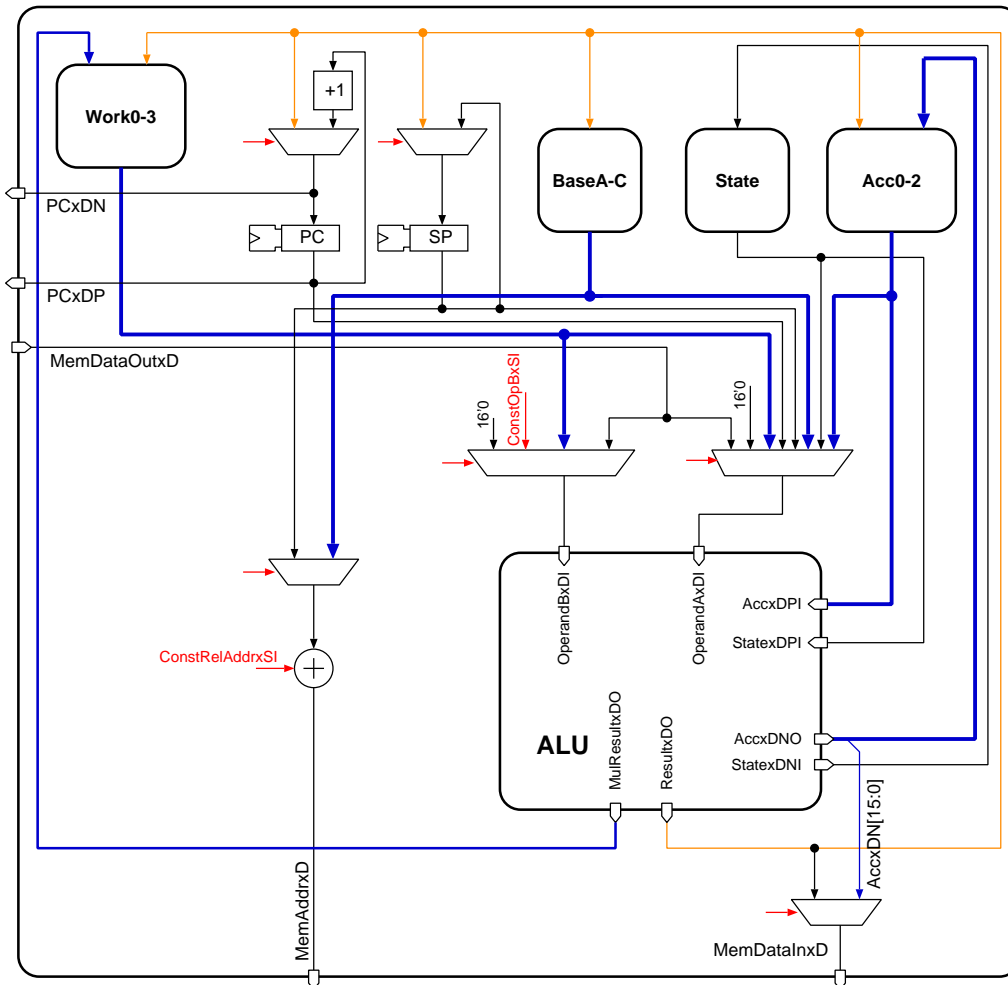 +1
Work0-3
BaseA-C
State
Acc0-2
PCxDN
PC
SP
PCxDP
MemDataOutxD
16'0
ConstOpBxSI
16'0
OperandBxDI
OperandAxDI
AccxDPI
StatexDPI
ConstRelAddrxSI
ALU
MulResultxDO
ResultxDO
AccxDNO
StatexDNI
AccxDN[15:0]
MemAddrxD
MemDataInxD